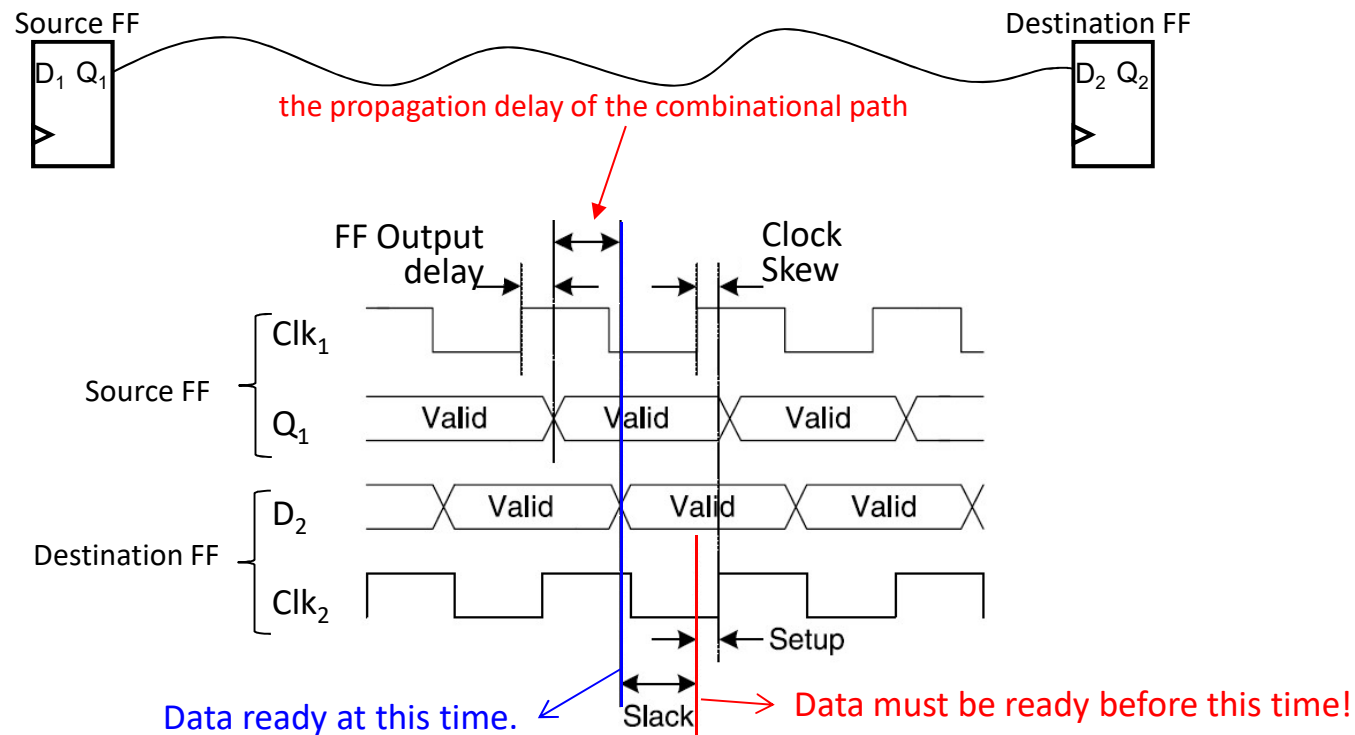 Source FF
Destination FF
D₁ Q₁
D₂ Q₂
the propagation delay of the combinational path
FF Output
delay
Clock
Skew
Clk₁
Source FF
Q₁
Valid Valid Valid
D₂
Valid Valid Valid
Destination FF
Clk₂
Setup
Data ready at this time.
Slack
Data must be ready before this time!